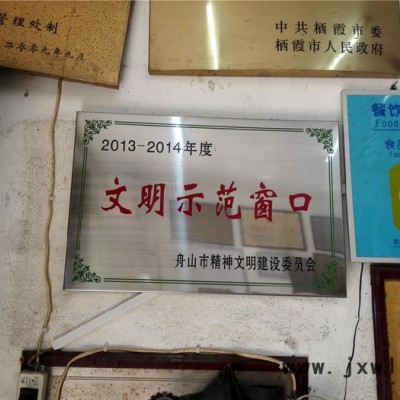 管理处制
二〇〇九年九月
中共栖霞市委
栖霞市人民政府
餐饮
FOOD
食品
2013-2014年度
文明示范窗口
舟山市精神文明建设委员会
www.jxwl